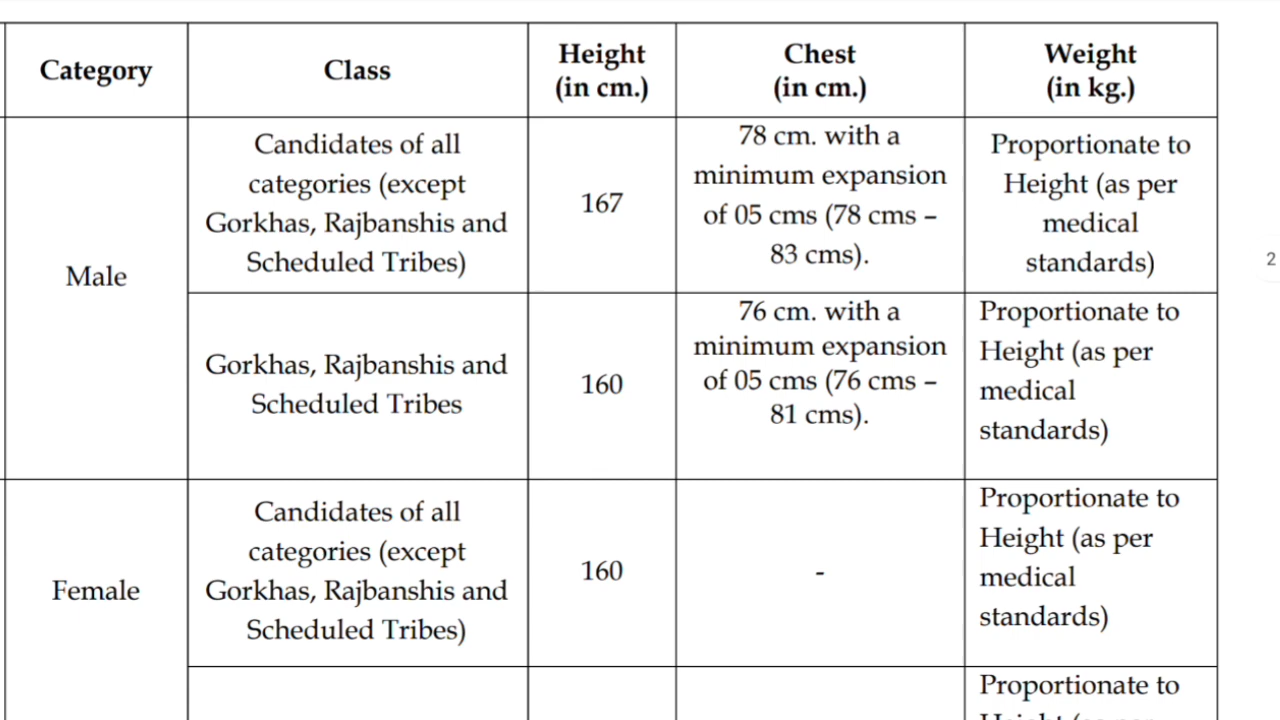 Category
Class
Height
(in cm.)
Chest
(in cm.)
Weight
(in kg.)
Male
Candidates of all
categories (except
Gorkhas, Rajbanshis and
Scheduled Tribes)
167
78 cm. with a
minimum expansion
of 05 cms (78 cms –
83 cms).
Proportionate to
Height (as per
medical
standards)
Gorkhas, Rajbanshis and
Scheduled Tribes
160
76 cm. with a
minimum expansion
of 05 cms (76 cms –
81 cms).
Proportionate to
Height (as per
medical
standards)
Female
Candidates of all
categories (except
Gorkhas, Rajbanshis and
Scheduled Tribes)
160
-
Proportionate to
Height (as per
medical
standards)
Proportionate to
2